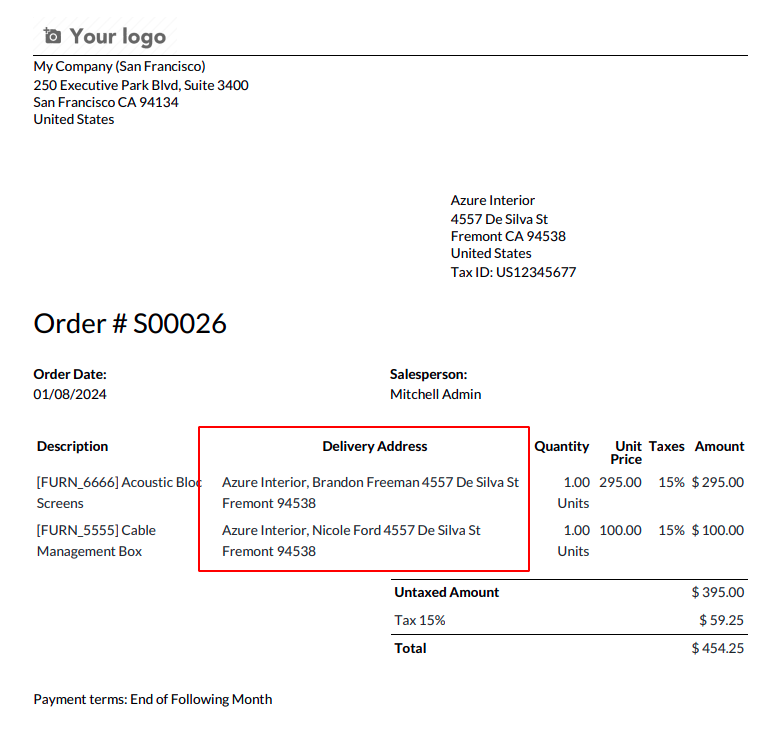 Your logo
My Company (San Francisco)
250 Executive Park Blvd, Suite 3400
San Francisco CA 94134
United States
Azure Interior
4557 De Silva St
Fremont CA 94538
United States
Tax ID: US12345677
Order # S00026
Order Date: Salesperson:
01/08/2024 Mitchell Admin
Description Delivery Address Quantity Unit Price Taxes Amount
[FURN_6666] Acoustic Bloc Azure Interior, Brandon Freeman 4557 De Silva St 1.00 295.00 15% $ 295.00
Screens Fremont 94538 Units
[FURN_5555] Cable Azure Interior, Nicole Ford 4557 De Silva St 1.00 100.00 15% $ 100.00
Management Box Fremont 94538 Units
Untaxed Amount $ 395.00
Tax 15% $ 59.25
Total $ 454.25
Payment terms: End of Following Month